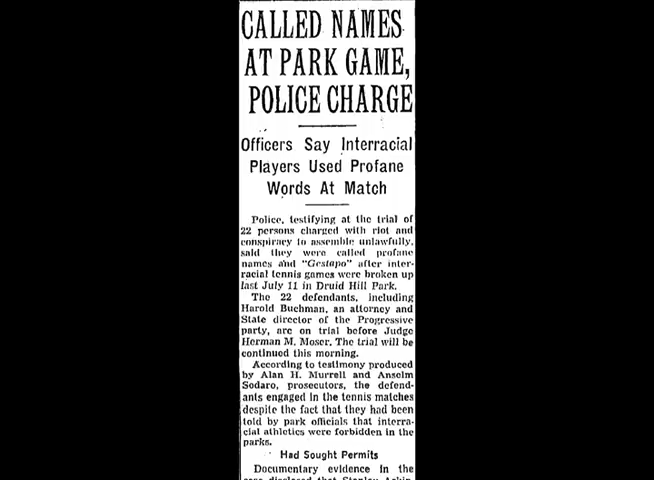 CALLED NAMES
AT PARK GAME,
POLICE CHARGE
Officers Say Interracial
Players Used Profane
Words At Match
Police, testifying at the trial of
22 persons charged with riot and
conspiracy to assemble unlawfully,
said they were called profane
names and "Gestapo" after inter-
racial tennis games were broken up
last July 11 in Druid Hill Park.
The 22 defendants, including
Harold Buchman, an attorney and
State director of the Progressive
party, are on trial before Judge
Herman M. Moser. The trial will be
continued this morning.
According to testimony produced
by Alan H. Murrell and Anselm
Sodaro, prosecutors, the defend-
ants engaged in the tennis matches
despite the fact that they had been
told by park officials that interra-
cial athletics were forbidden in the
parks.
Had Sought Permits
Documentary evidence in the